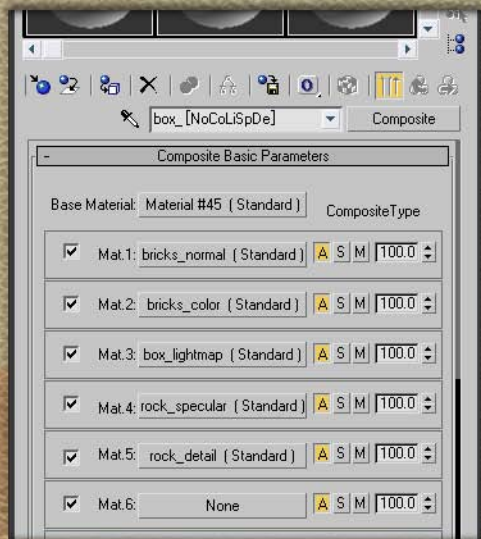 box_[NoCoLiSpDe] Composite
- Composite Basic Parameters
Base Material: Material #45 ( Standard ) CompositeType
Mat.1: bricks_normal ( Standard ) A S M 100.0
Mat.2: bricks_color ( Standard ) A S M 100.0
Mat.3: box_lightmap ( Standard ) A S M 100.0
Mat.4: rock_specular ( Standard ) A S M 100.0
Mat.5: rock_detail ( Standard ) A S M 100.0
Mat.6: None A S M 100.0